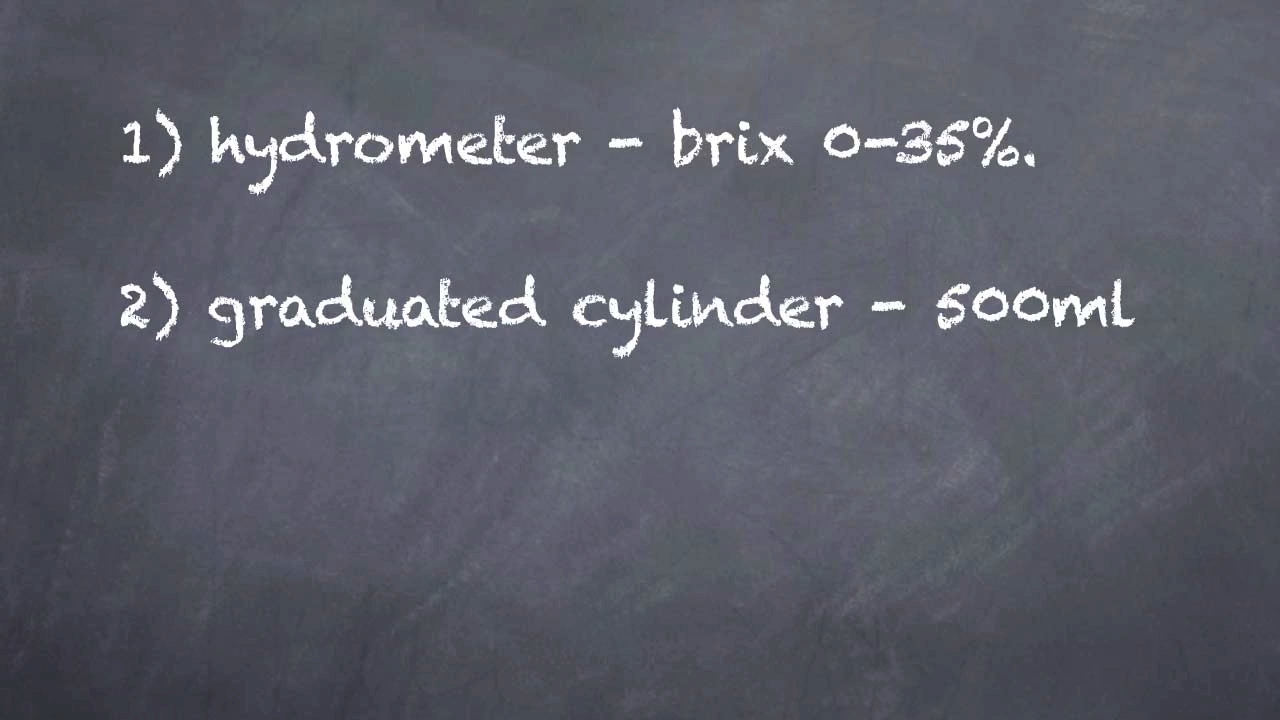 1) hydrometer - brix 0-35%.
2) graduated cylinder - 500ml